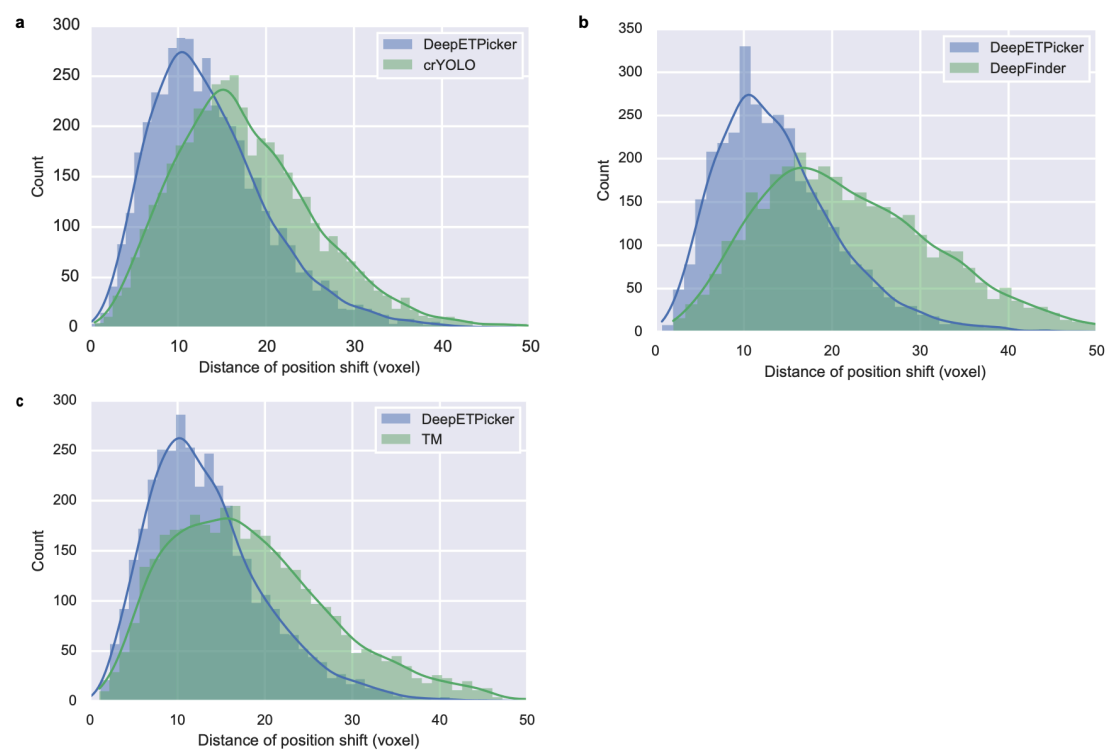 a
300
250
200
150
100
50
0
Count
DeepETPicker
crYOLO
0 10 20 30 40 50
Distance of position shift (voxel)
b
350
300
250
200
150
100
50
0
Count
DeepETPicker
DeepFinder
0 10 20 30 40 50
Distance of position shift (voxel)
c
300
250
200
150
100
50
0
Count
DeepETPicker
TM
0 10 20 30 40 50
Distance of position shift (voxel)